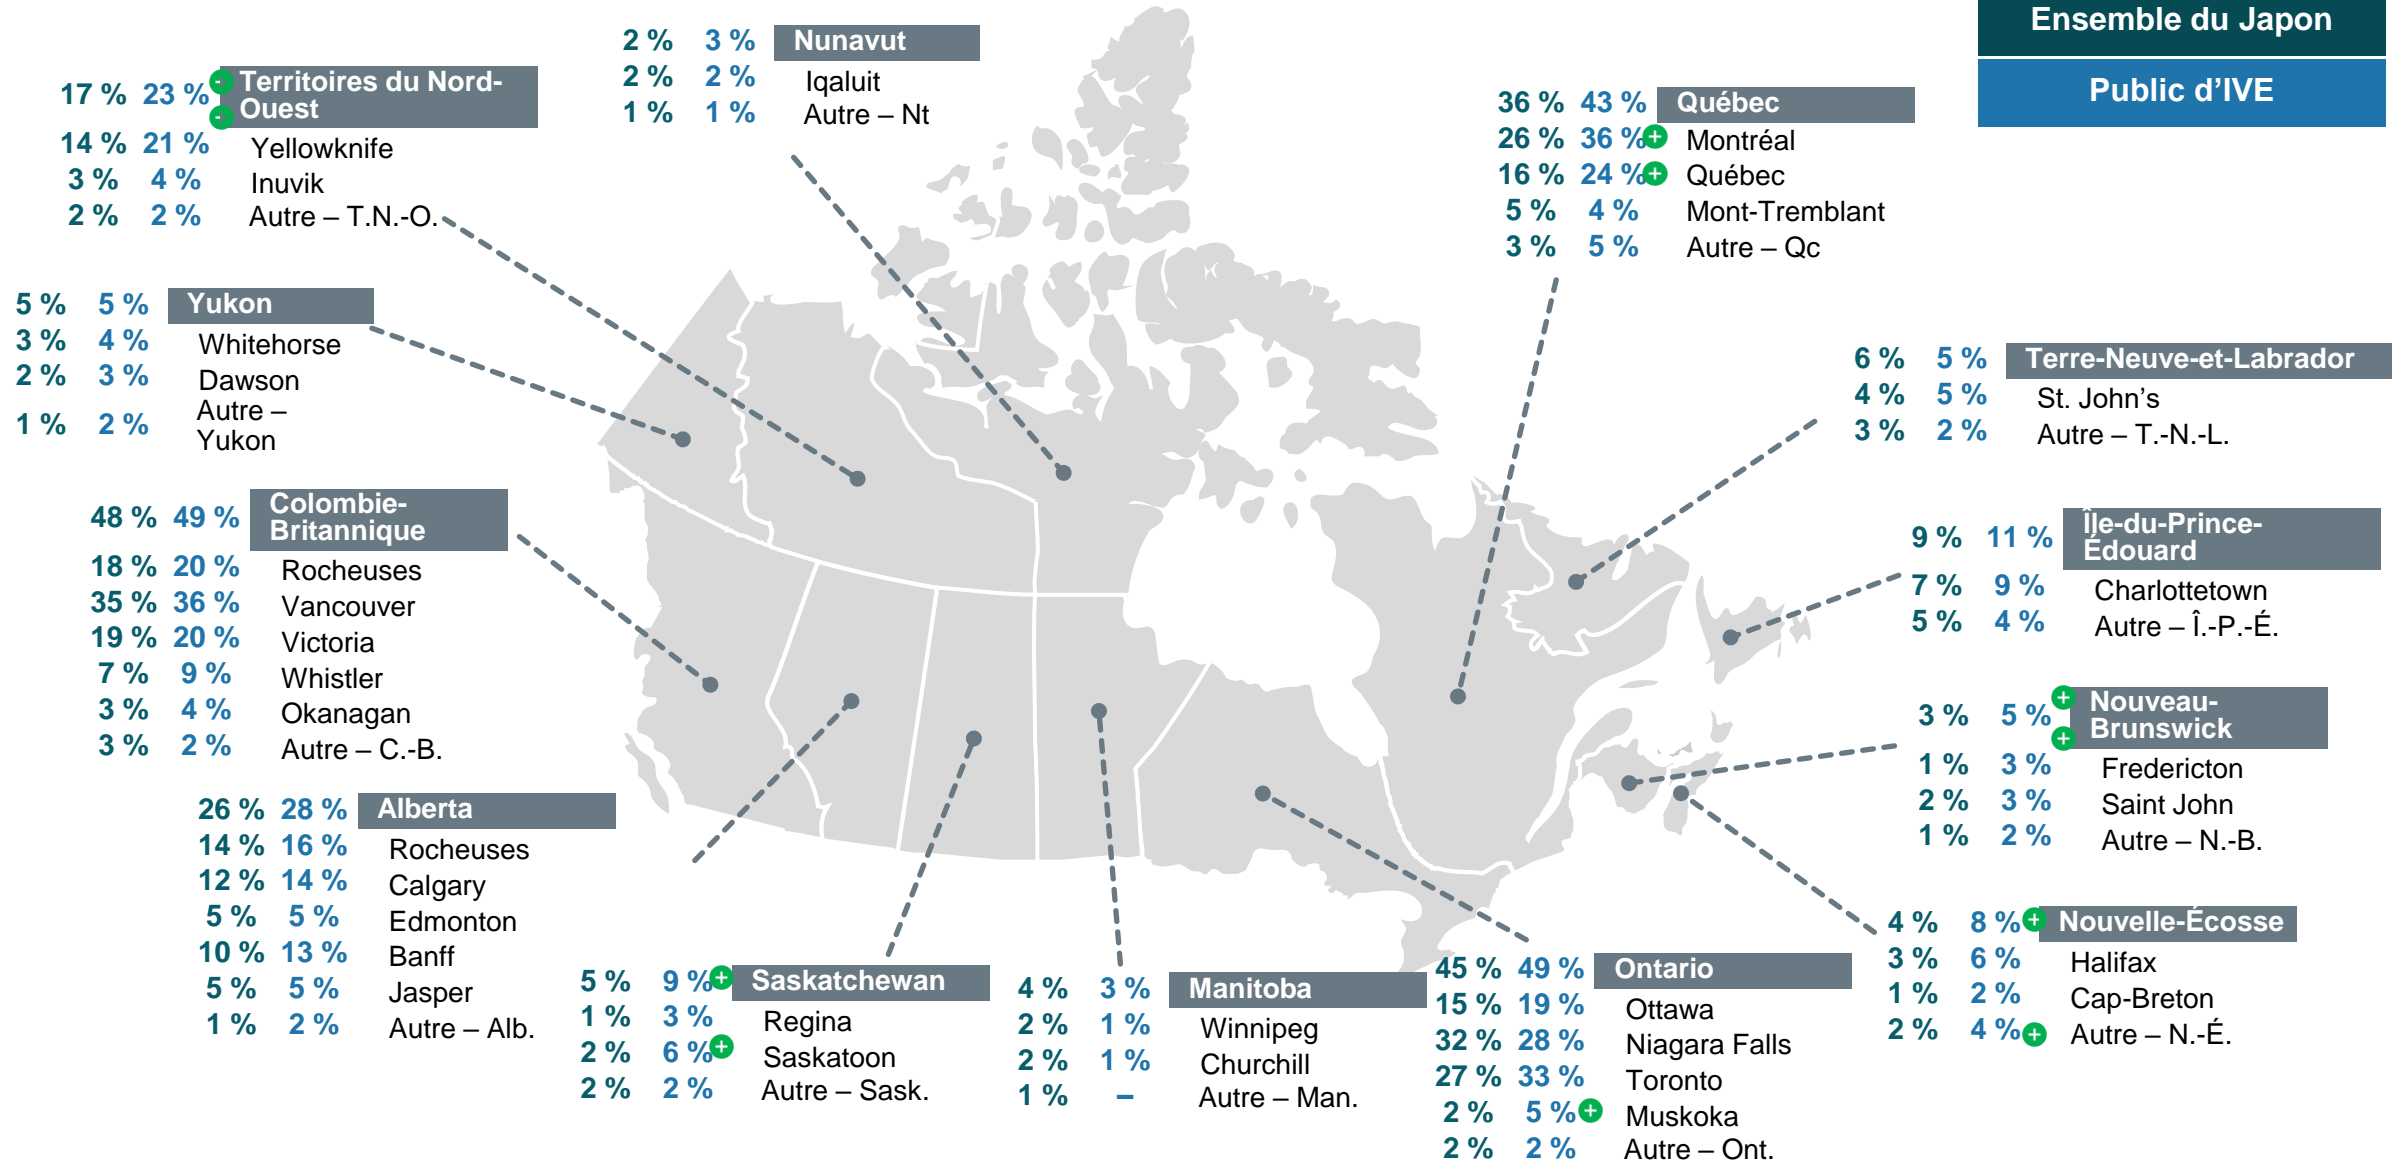 Ensemble du Japon
Public d’IVE
2 % 3 % Nunavut
2 % 2 % Iqaluit
1 % 1 % Autre – Nt
17 % 23 % Territoires du Nord-
Ouest
14 % 21 % Yellowknife
3 % 4 % Inuvik
2 % 2 % Autre – T.N.-O.
36 % 43 % Québec
26 % 36 % Montréal
16 % 24 % Québec
5 % 4 % Mont-Tremblant
3 % 5 % Autre – Qc
5 % 5 % Yukon
3 % 4 % Whitehorse
2 % 3 % Dawson
1 % 2 % Autre –
Yukon
6 % 5 % Terre-Neuve-et-Labrador
4 % 5 % St. John’s
3 % 2 % Autre – T.-N.-L.
48 % 49 % Colombie-
Britannique
18 % 20 % Rocheuses
35 % 36 % Vancouver
19 % 20 % Victoria
7 % 9 % Whistler
3 % 4 % Okanagan
3 % 2 % Autre – C.-B.
9 % 11 % Île-du-Prince-
Édouard
7 % 9 % Charlottetown
5 % 4 % Autre – Î.-P.-É.
3 % 5 % Nouveau-
Brunswick
1 % 3 % Fredericton
2 % 3 % Saint John
1 % 2 % Autre – N.-B.
26 % 28 % Alberta
14 % 16 % Rocheuses
12 % 14 % Calgary
5 % 5 % Edmonton
10 % 13 % Banff
5 % 5 % Jasper
1 % 2 % Autre – Alb.
5 % 9 % Saskatchewan
1 % 3 % Regina
2 % 6 % Saskatoon
2 % 2 % Autre – Sask.
4 % 3 % Manitoba
2 % 1 % Winnipeg
2 % 1 % Churchill
1 % – Autre – Man.
45 % 49 % Ontario
15 % 19 % Ottawa
32 % 28 % Niagara Falls
27 % 33 % Toronto
2 % 5 % Muskoka
2 % 2 % Autre – Ont.
4 % 8 % Nouvelle-Écosse
3 % 6 % Halifax
1 % 2 % Cap-Breton
2 % 4 % Autre – N.-É.